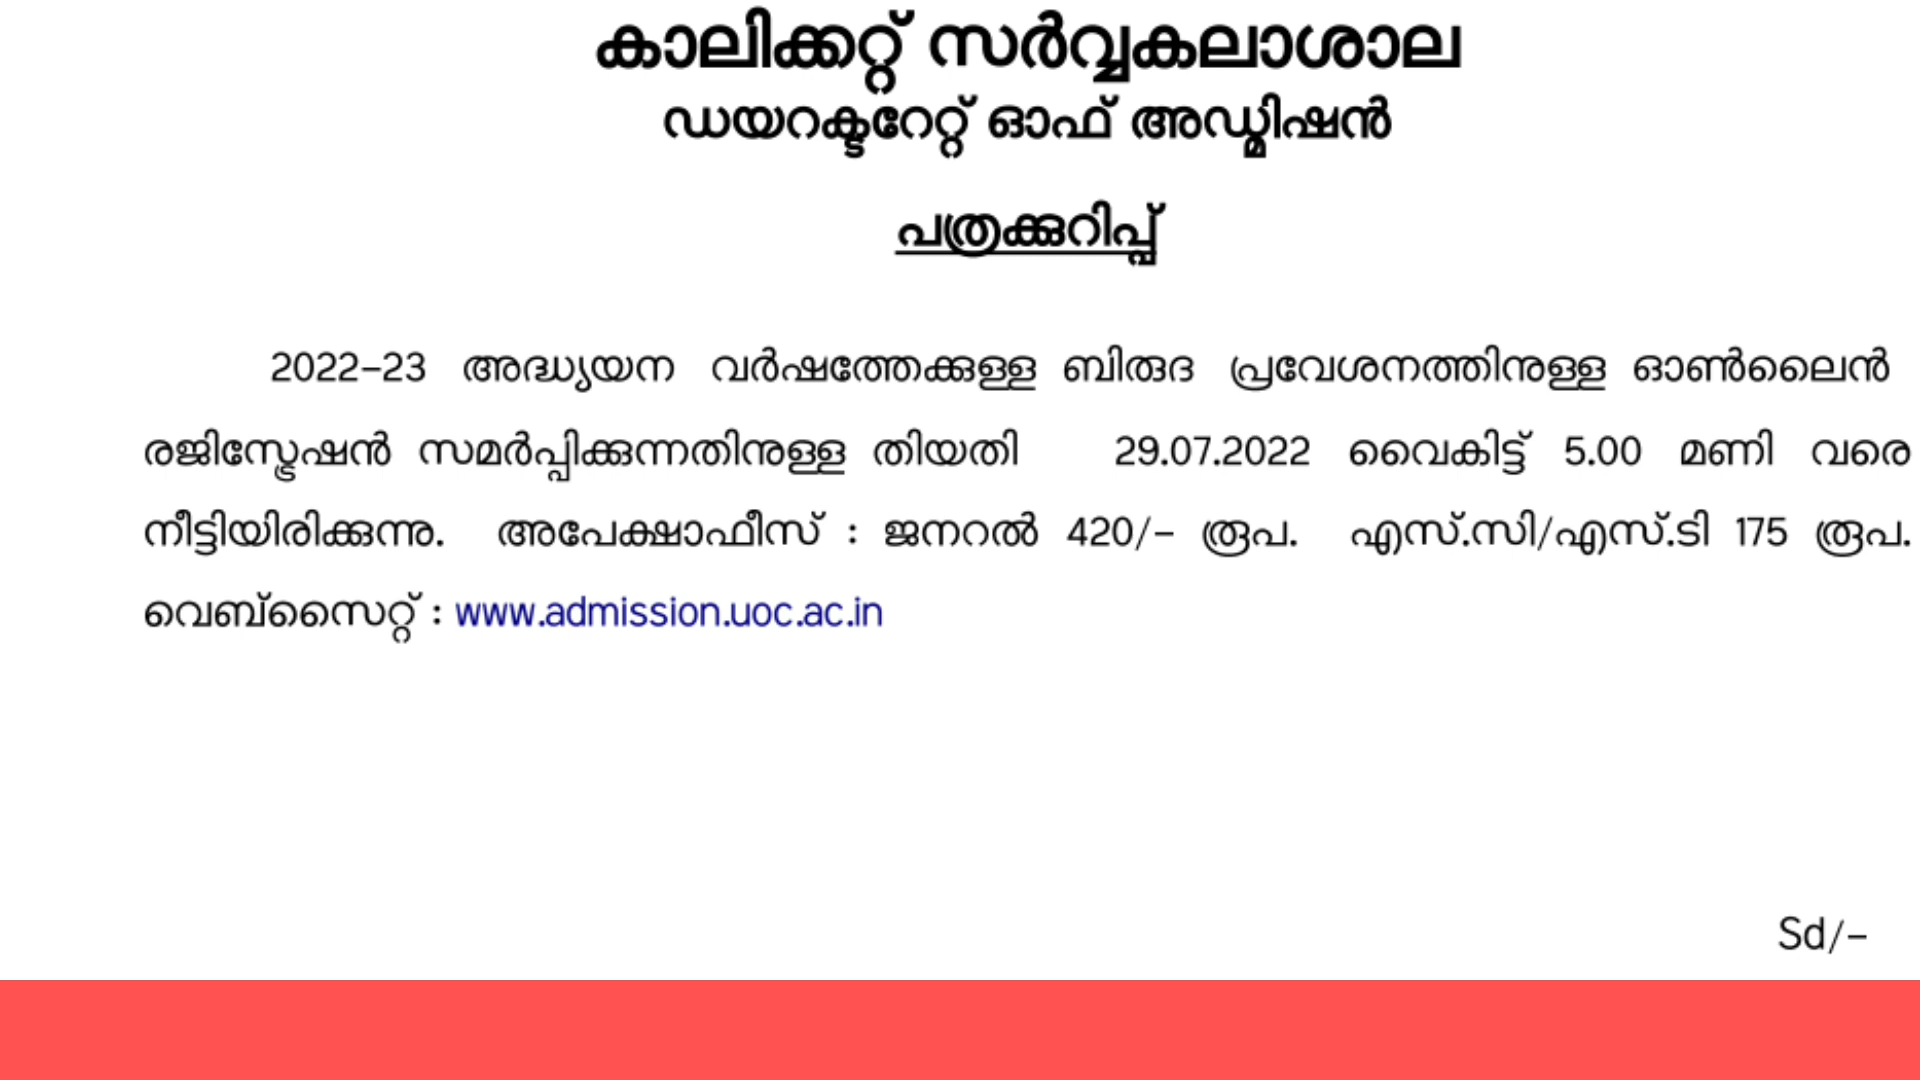 കാലിക്കറ്റ് സർവ്വകലാശാല
ഡയറക്ടറേറ്റ് ഓഫ് അഡ്മിഷൻ
പത്രക്കുറിപ്പ്
2022-23 അദ്ധ്യയന വർഷത്തേക്കുള്ള ബിരുദ പ്രവേശനത്തിനുള്ള ഓൺലൈൻ
രജിസ്ട്രേഷൻ സമർപ്പിക്കുന്നതിനുള്ള തിയതി 29.07.2022 വൈകിട്ട് 5.00 മണി വരെ
നീട്ടിയിരിക്കുന്നു. അപേക്ഷാഫീസ് : ജനറൽ 420/- രൂപ. എസ്.സി/എസ്.ടി 175 രൂപ.
വെബ്സൈറ്റ് : www.admission.uoc.ac.in
Sd/-